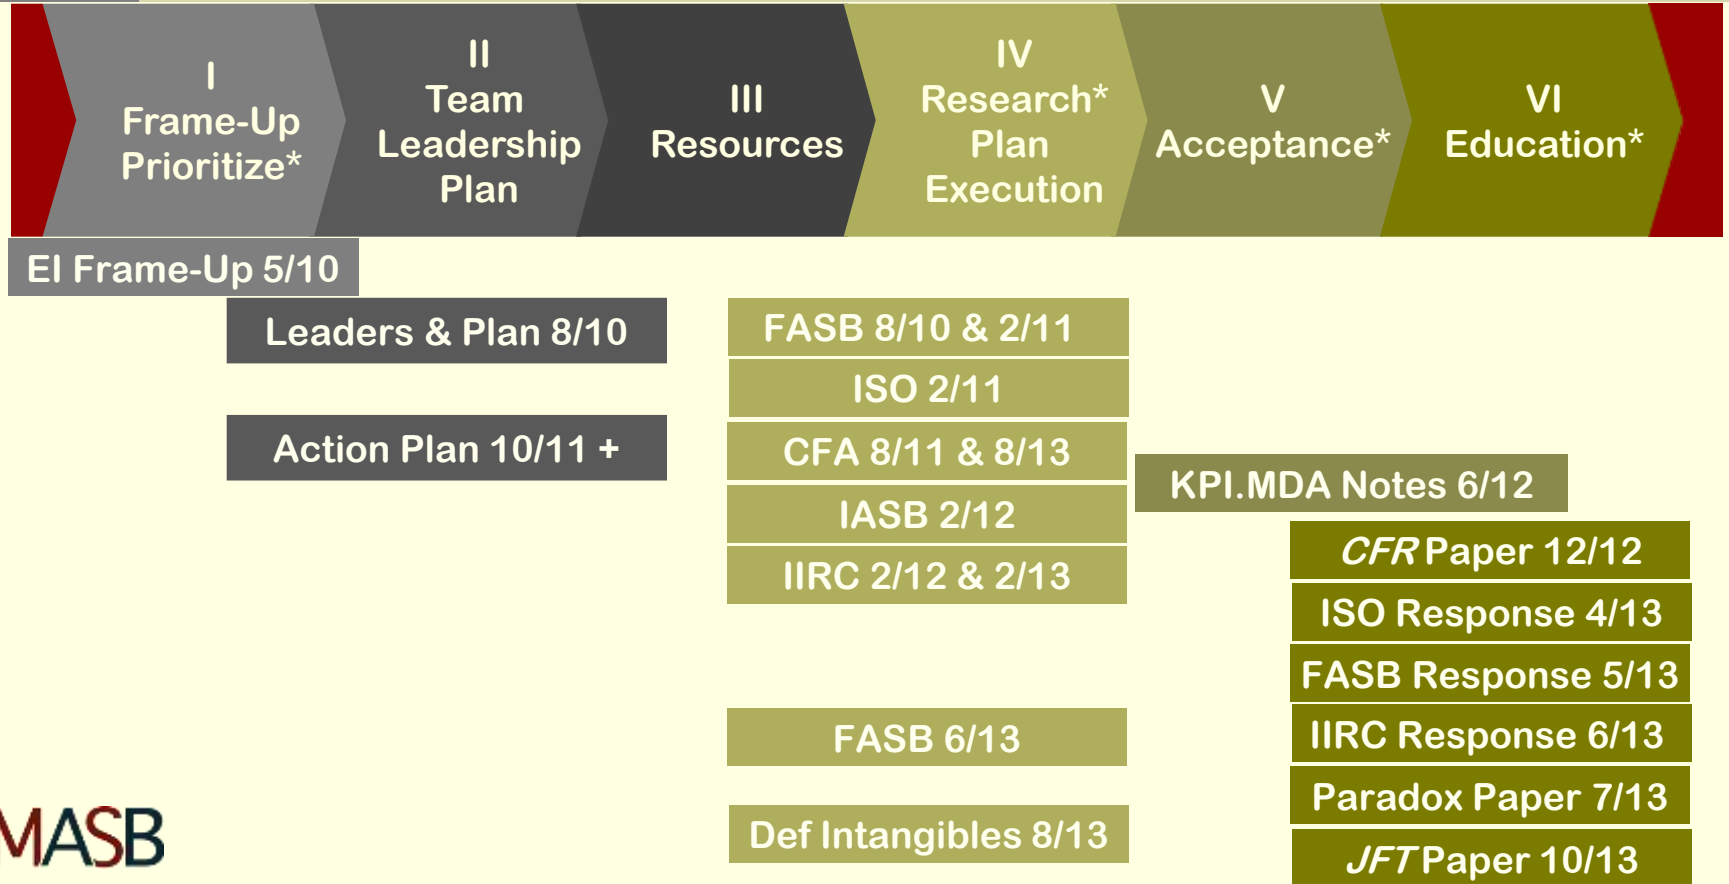 I
Frame-Up
Prioritize*
II
Team
Leadership
Plan
III
Resources
IV
Research*
Plan
Execution
V
Acceptance*
VI
Education*
EI Frame-Up 5/10
Leaders & Plan 8/10
Action Plan 10/11 +
FASB 8/10 & 2/11
ISO 2/11
CFA 8/11 & 8/13
IASB 2/12
IIRC 2/12 & 2/13
FASB 6/13
Def Intangibles 8/13
KPI.MDA Notes 6/12
CFR Paper 12/12
ISO Response 4/13
FASB Response 5/13
IIRC Response 6/13
Paradox Paper 7/13
JFT Paper 10/13
MASB